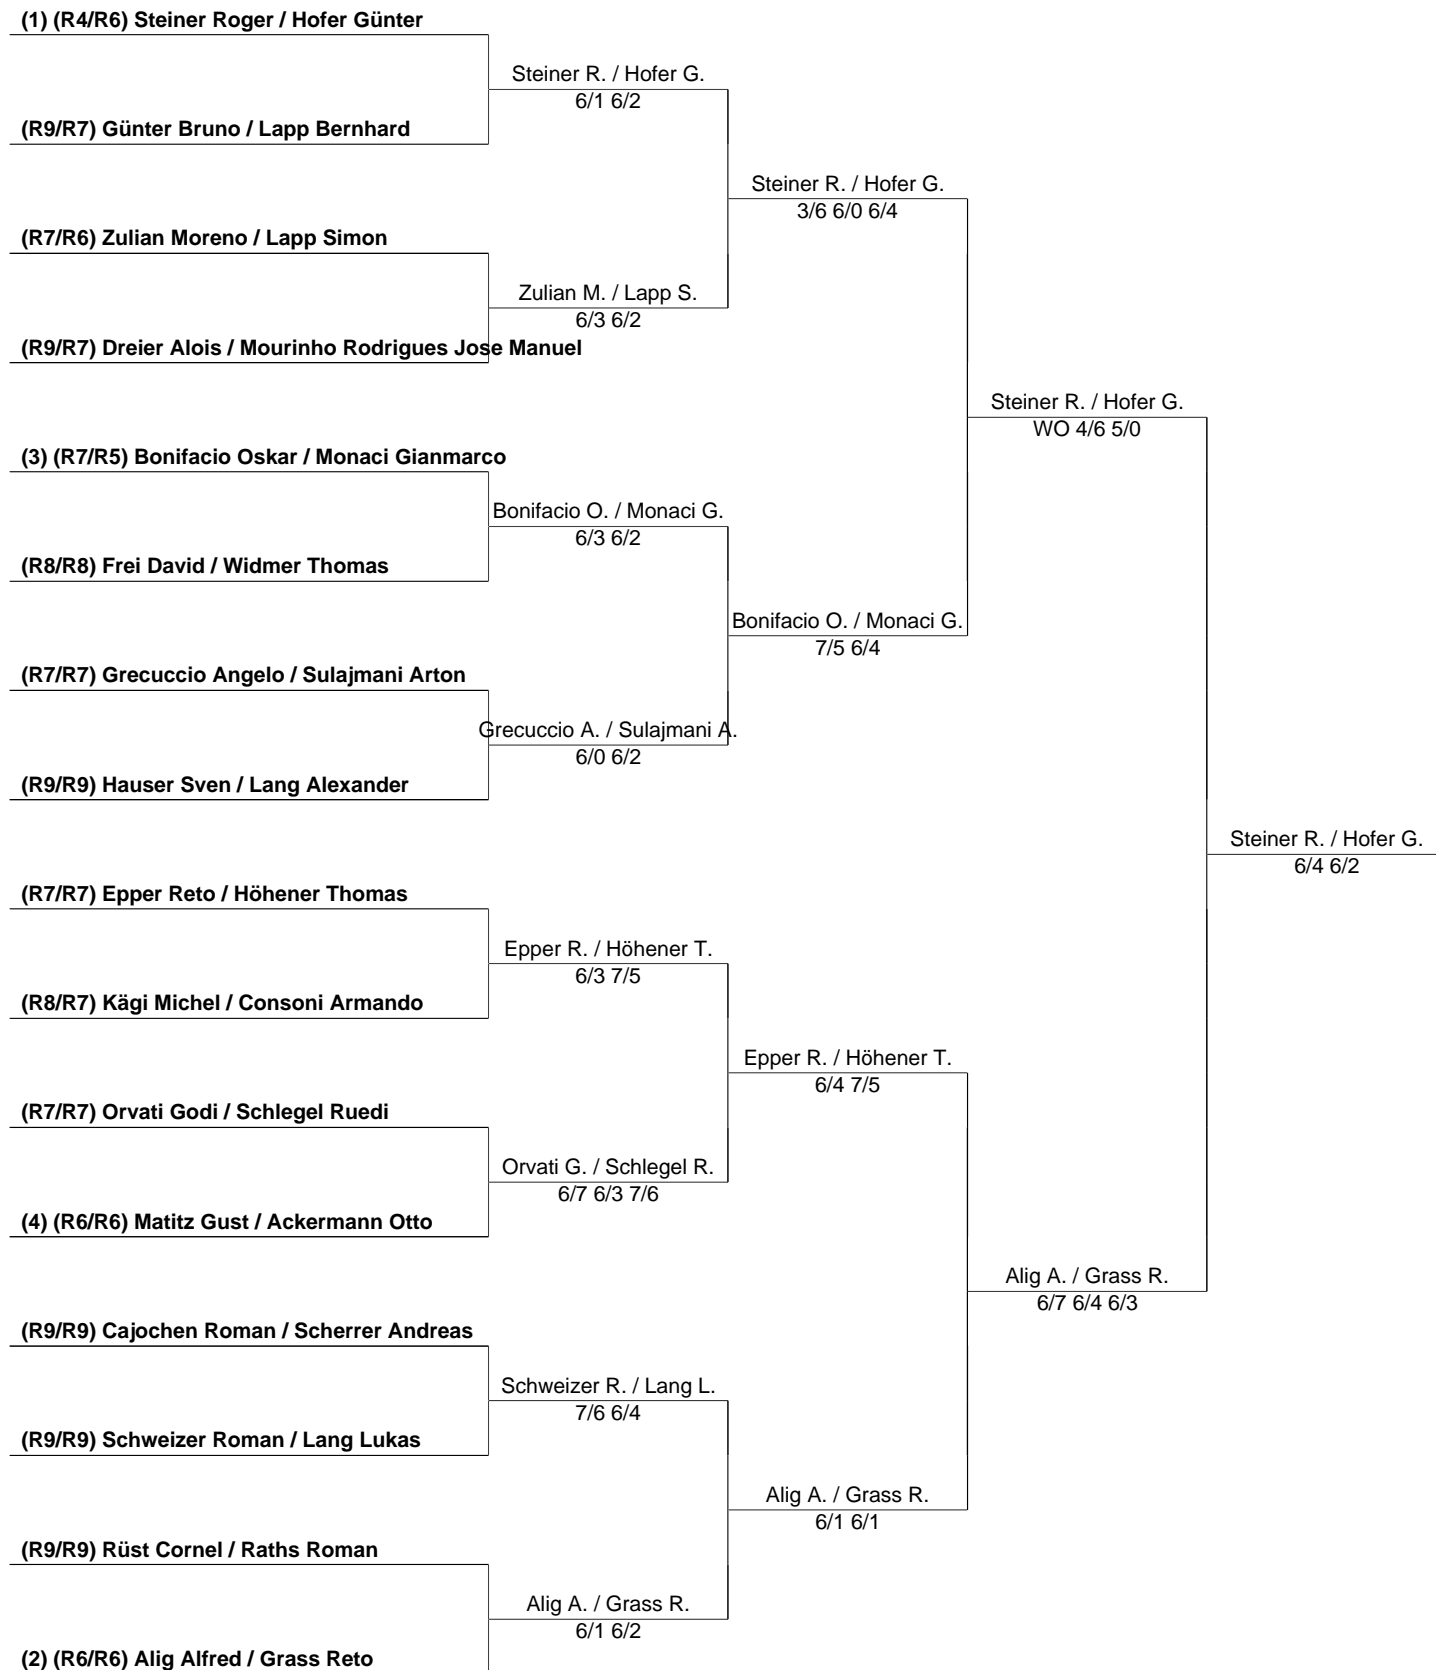 (1) (R4/R6) Steiner Roger / Hofer Günter
Steiner R. / Hofer G.
6/1 6/2
(R9/R7) Günter Bruno / Lapp Bernhard
Steiner R. / Hofer G.
3/6 6/0 6/4
(R7/R6) Zulian Moreno / Lapp Simon
Zulian M. / Lapp S.
6/3 6/2
(R9/R7) Dreier Alois / Mourinho Rodrigues Jose Manuel
Steiner R. / Hofer G.
WO 4/6 5/0
(3) (R7/R5) Bonifacio Oskar / Monaci Gianmarco
Bonifacio O. / Monaci G.
6/3 6/2
(R8/R8) Frei David / Widmer Thomas
Bonifacio O. / Monaci G.
7/5 6/4
(R7/R7) Grecuccio Angelo / Sulajmani Arton
Grecuccio A. / Sulajmani A.
6/0 6/2
(R9/R9) Hauser Sven / Lang Alexander
Steiner R. / Hofer G.
6/4 6/2
(R7/R7) Epper Reto / Höhener Thomas
Epper R. / Höhener T.
6/3 7/5
(R8/R7) Kägi Michel / Consoni Armando
Epper R. / Höhener T.
6/4 7/5
(R7/R7) Orvati Godi / Schlegel Ruedi
Orvati G. / Schlegel R.
6/7 6/3 7/6
(4) (R6/R6) Matitz Gust / Ackermann Otto
Alig A. / Grass R.
6/7 6/4 6/3
(R9/R9) Cajochen Roman / Scherrer Andreas
Schweizer R. / Lang L.
7/6 6/4
(R9/R9) Schweizer Roman / Lang Lukas
Alig A. / Grass R.
6/1 6/1
(R9/R9) Rüst Cornel / Raths Roman
Alig A. / Grass R.
6/1 6/2
(2) (R6/R6) Alig Alfred / Grass Reto